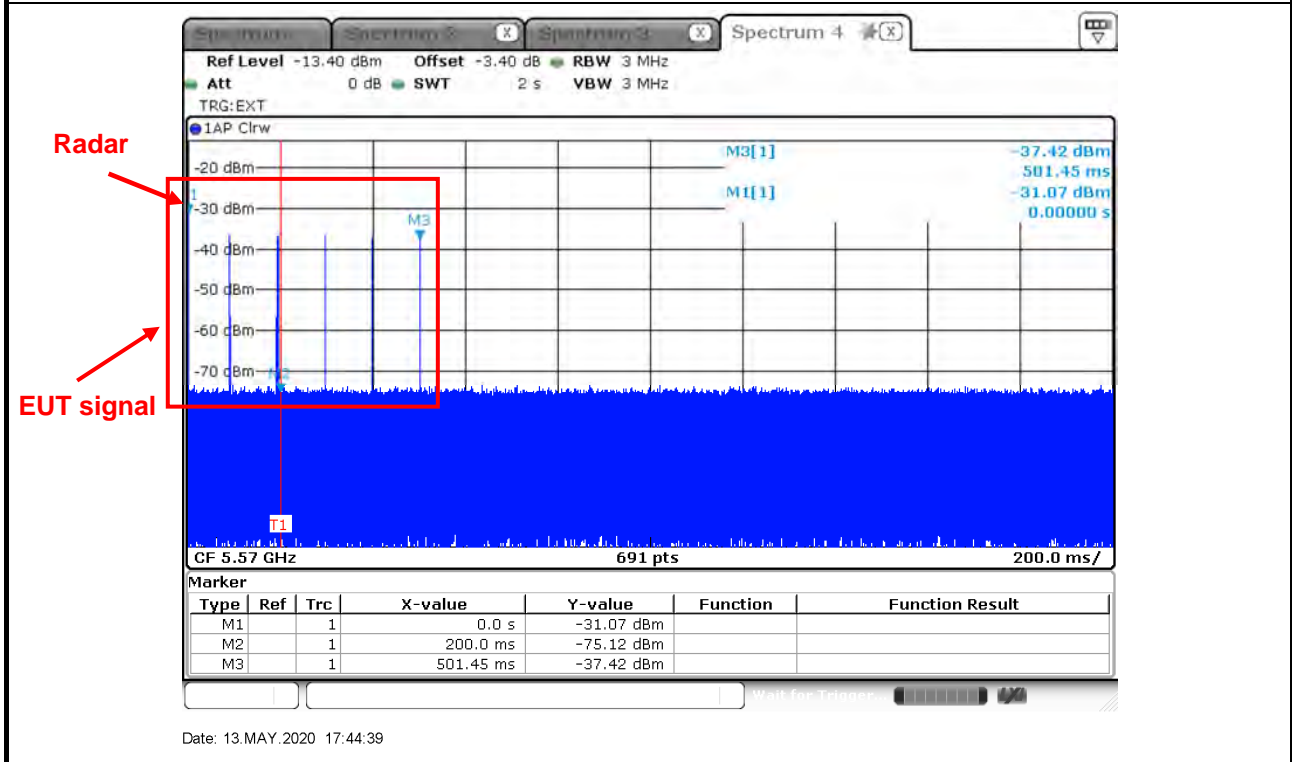 Spectrum 4
Ref Level -13.40 dBm Offset -3.40 dB RBW 3 MHz
Att 0 dB SWT 2 s VBW 3 MHz
TRG:EXT
1AP Clrw
Radar
M3[1] -37.42 dBm
501.45 ms
M1[1] -31.07 dBm
0.00000 s
-20 dBm
1
-30 dBm
M3
-40 dBm
-50 dBm
-60 dBm
-70 dBm
M2
EUT signal
T1
CF 5.57 GHz 691 pts 200.0 ms/
Marker
Type Ref Trc X-value Y-value Function Function Result
M1 1 0.0 s -31.07 dBm
M2 1 200.0 ms -75.12 dBm
M3 1 501.45 ms -37.42 dBm
Wait for Trigger...
Date: 13.MAY.2020 17:44:39